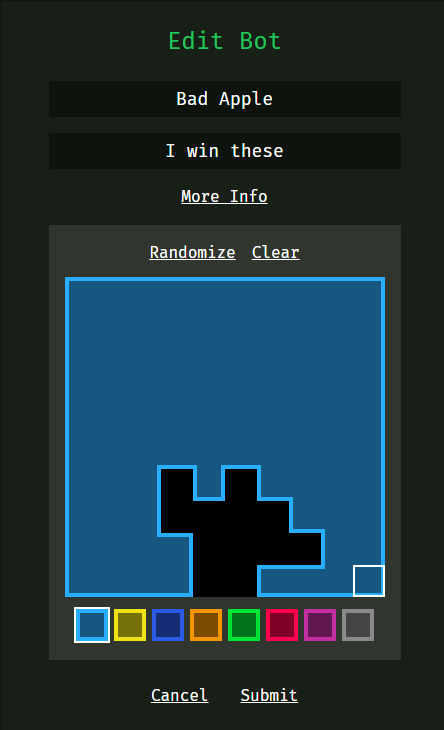 Edit Bot
Bad Apple
I win these
More Info
Randomize Clear
Cancel Submit